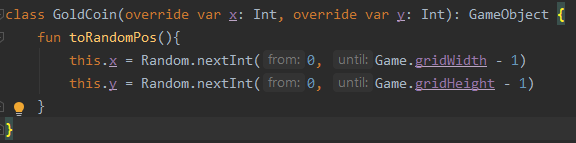 class GoldCoin(override var x: Int, override var y: Int): GameObject {
    fun toRandomPos(){
        this.x = Random.nextInt( from: 0, until: Game.gridWidth - 1)
        this.y = Random.nextInt( from: 0, until: Game.gridHeight - 1)
    }
}